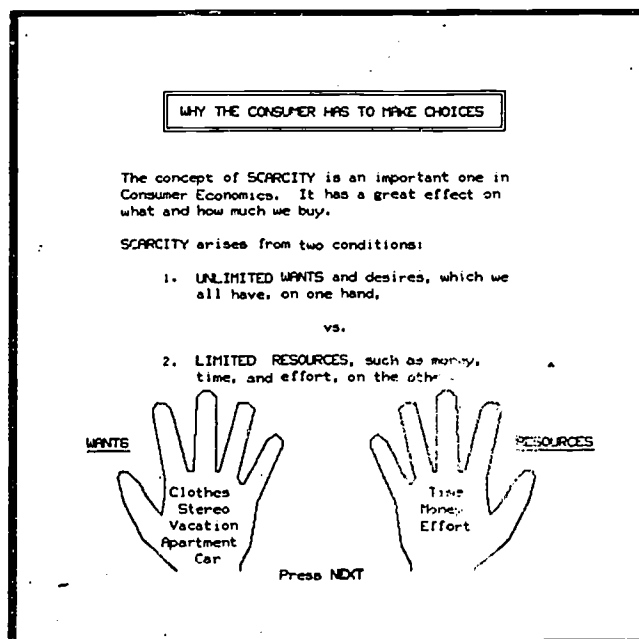 WHY THE CONSUMER HAS TO MAKE CHOICES
The concept of SCARCITY is an important one in
Consumer Economics. It has a great effect on
what and how much we buy.
SCARCITY arises from two conditions:
1. UNLIMITED WANTS and desires, which we
all have, on one hand,
vs.
2. LIMITED RESOURCES, such as money,
time, and effort, on the other.
WANTS
Clothes
Stereo
Vacation
Apartment
Car
RESOURCES
Time
Money
Effort
Press NEXT